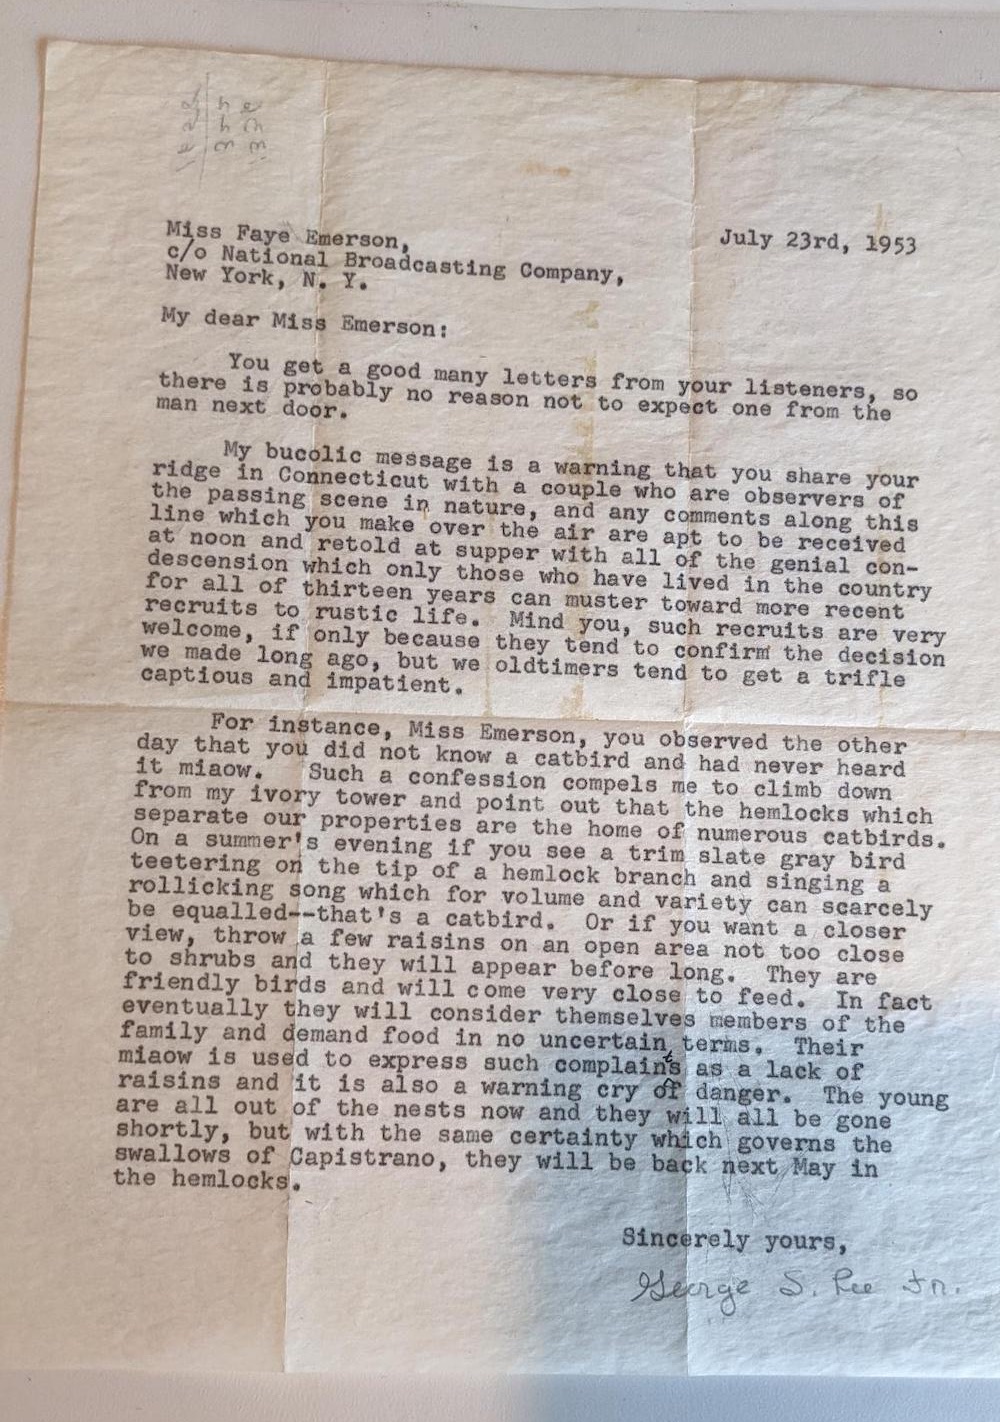 Miss Faye Emerson,
July 23rd, 1953
c/o National Broadcasting Company,
New York, N. Y.
My dear Miss Emerson:
You get a good many letters from your listeners, so
there is probably no reason not to expect one from the
man next door.
My bucolic message is a warning that you share your
ridge in Connecticut with a couple who are observers of
the passing scene in nature, and any comments along this
line which you make over the air are apt to be received
at noon and retold at supper with all of the genial con-
descension which only those who have lived in the country
for all of thirteen years can muster toward more recent
recruits to rustic life. Mind you, such recruits are very
welcome, if only because they tend to confirm the decision
we made long ago, but we oldtimers tend to get a trifle
captious and impatient.
For instance, Miss Emerson, you observed the other
day that you did not know a catbird and had never heard
it miaow. Such a confession compels me to climb down
from my ivory tower and point out that the hemlocks which
separate our properties are the home of numerous catbirds.
On a summer's evening if you see a trim slate gray bird
teetering on the tip of a hemlock branch and singing a
rollicking song which for volume and variety can scarcely
be equalled--that's a catbird. Or if you want a closer
view, throw a few raisins on an open area not too close
to shrubs and they will appear before long. They are
friendly birds and will come very close to feed. In fact
eventually they will consider themselves members of the
family and demand food in no uncertain terms. Their
miaow is used to express such complaints as a lack of
raisins and it is also a warning cry of danger. The young
are all out of the nests now and they will all be gone
shortly, but with the same certainty which governs the
swallows of Capistrano, they will be back next May in
the hemlocks.
Sincerely yours,
George S. Lee Jr.